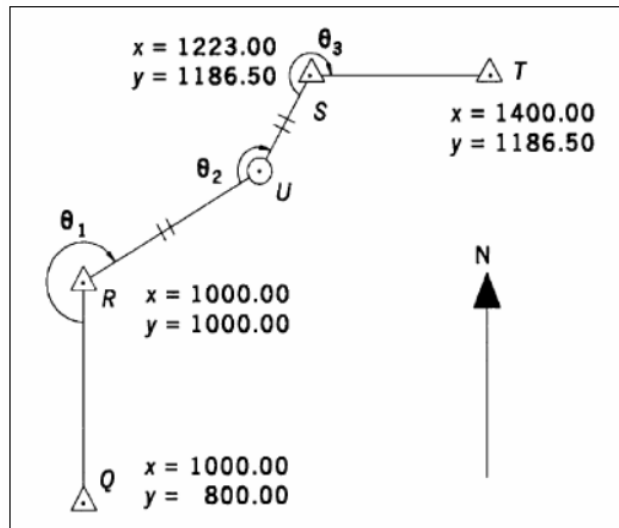 x = 1223.00
y = 1186.50
θ3
S
T
x = 1400.00
y = 1186.50
θ2
U
θ1
R
x = 1000.00
y = 1000.00
N
Q
x = 1000.00
y = 800.00